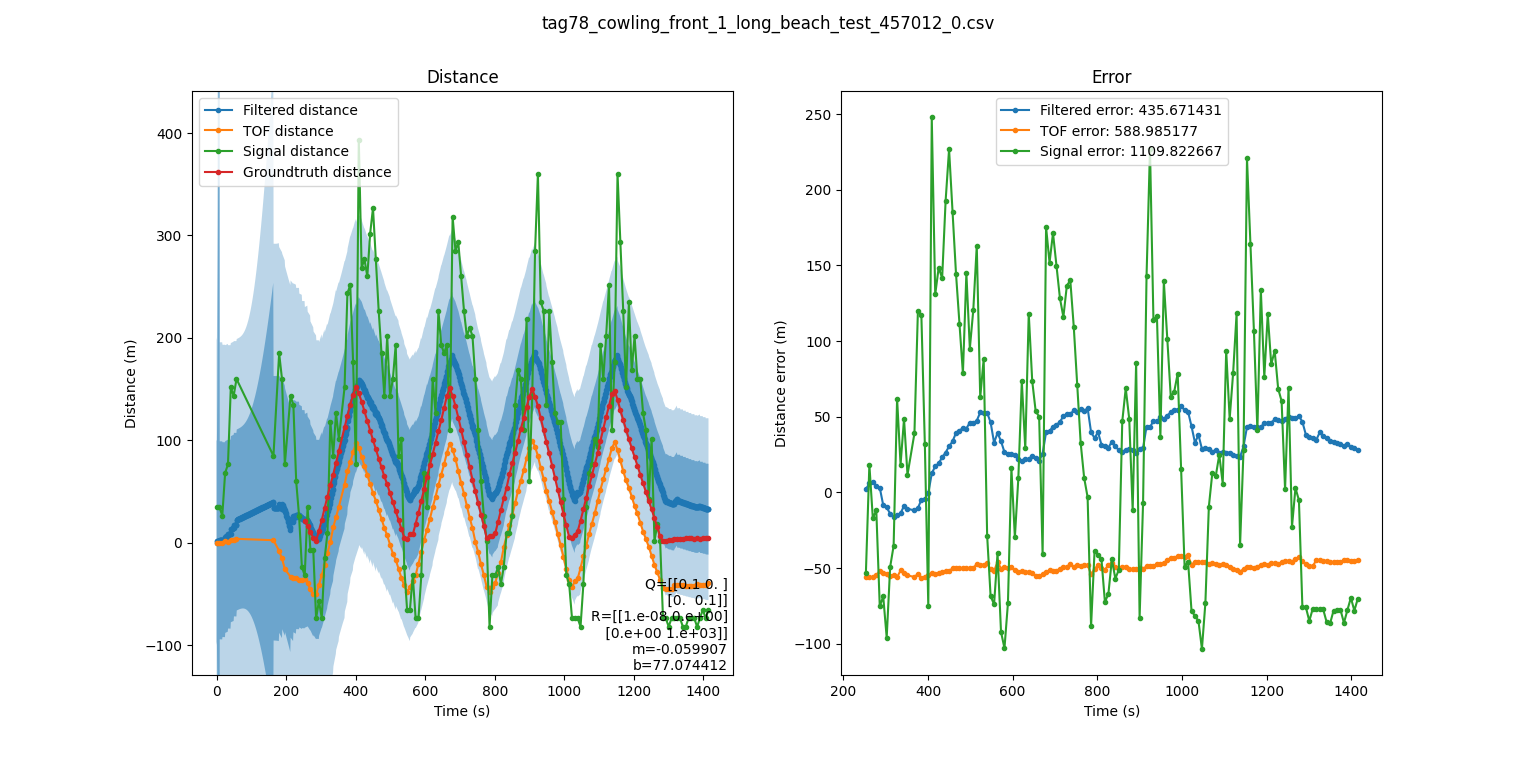 tag78_cowling_front_1_long_beach_test_457012_0.csv
Distance
Filtered distance
TOF distance
Signal distance
Groundtruth distance
Distance (m)
400
300
200
100
0
−100
0
200
400
600
800
1000
1200
1400
Time (s)
Q=[[0.1 0. ]
[0. 0.1]]
R=[[1.e-08 0.e+00]
[0.e+00 1.e+03]]
m=-0.059907
b=77.074412
Error
Filtered error: 435.671431
TOF error: 588.985177
Signal error: 1109.822667
Distance error (m)
250
200
150
100
50
0
−50
−100
200
400
600
800
1000
1200
1400
Time (s)